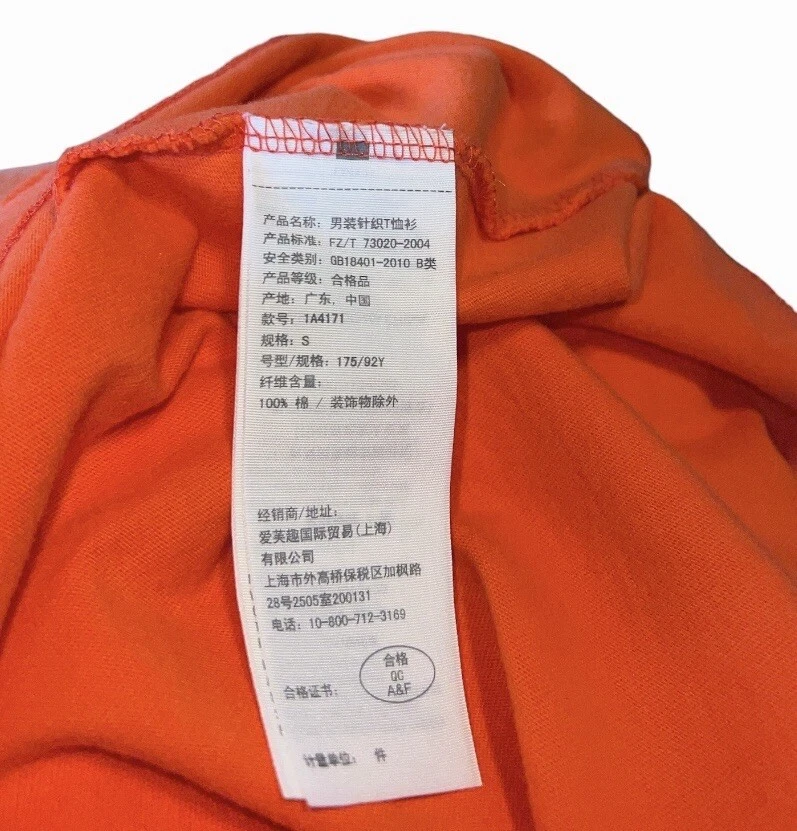 产品名称: 男装针织T恤衫
产品标准: FZ/T 73020-2004
安全类别: GB18401-2010 B类
产品等级: 合格品
产地: 广东, 中国
款号: 1A4171
规格: S
号型/规格: 175/92Y
纤维含量:
100% 棉 / 装饰物除外
经销商/地址:
爱芙趣国际贸易(上海)
有限公司
上海市外高桥保税区加枫路
28号2505室200131
电话: 10-800-712-3169
合格
QC
A&F
合格证书:
计量单位: 件